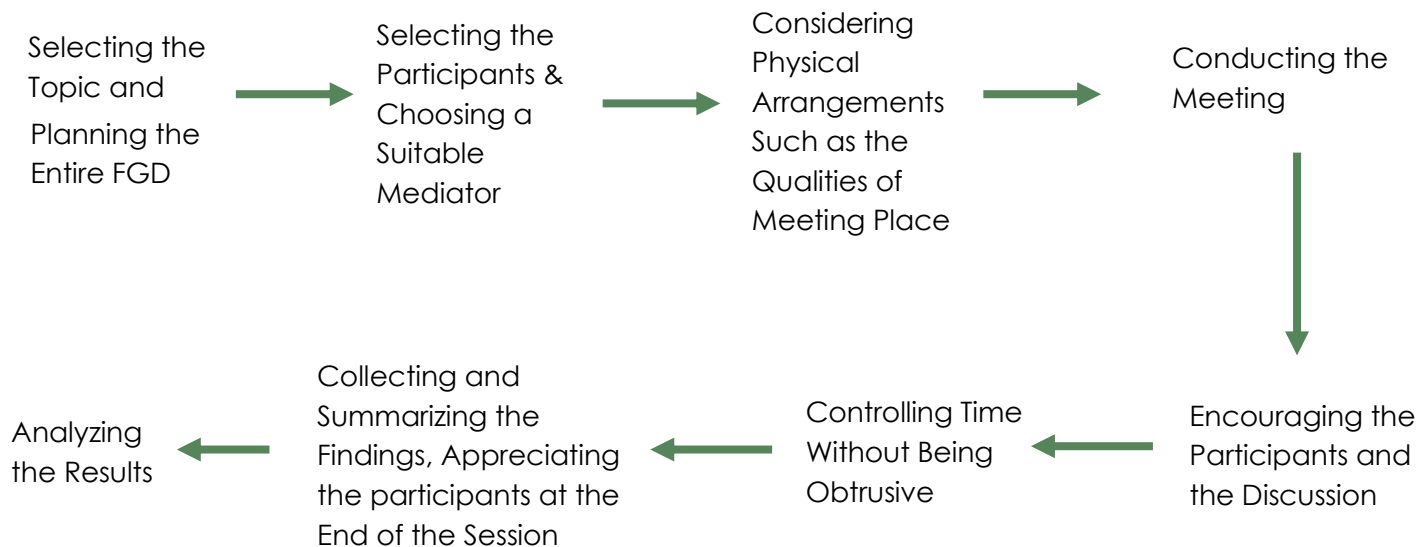 Selecting the
Topic and
Planning the
Entire FGD
Selecting the
Participants &
Choosing a
Suitable
Mediator
Considering
Physical
Arrangements
Such as the
Qualities of
Meeting Place
Conducting the
Meeting
Encouraging the
Participants and
the Discussion
Controlling Time
Without Being
Obtrusive
Collecting and
Summarizing the
Findings, Appreciating
the participants at the
End of the Session
Analyzing
the Results